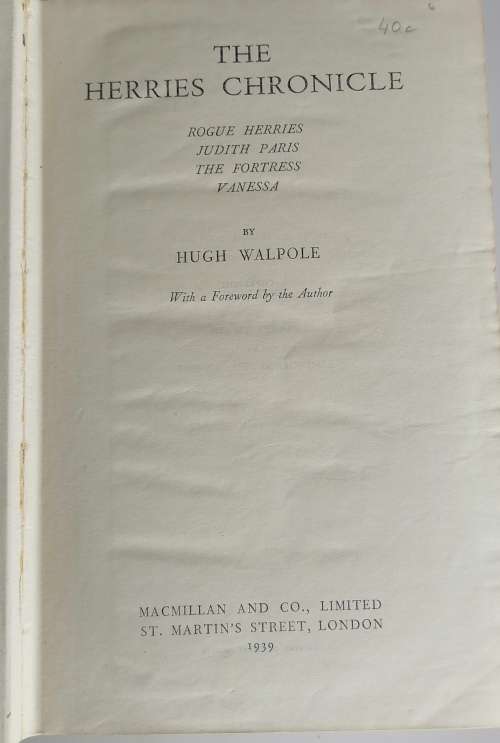 40c
THE
HERRIES CHRONICLE
ROGUE HERRIES
JUDITH PARIS
THE FORTRESS
VANESSA
BY
HUGH WALPOLE
With a Foreword by the Author
MACMILLAN AND CO., LIMITED
ST. MARTIN'S STREET, LONDON
1939